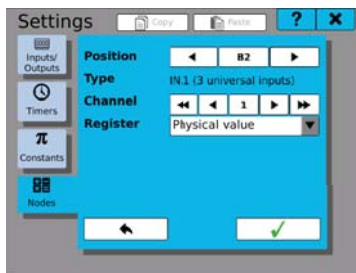 Settings
Copy
Paste
?
Inputs/
Outputs
Timers
π
Constants
Nodes
Position
B2
Type
IN.1 (3 universal inputs)
Channel
1
Register
Physical value